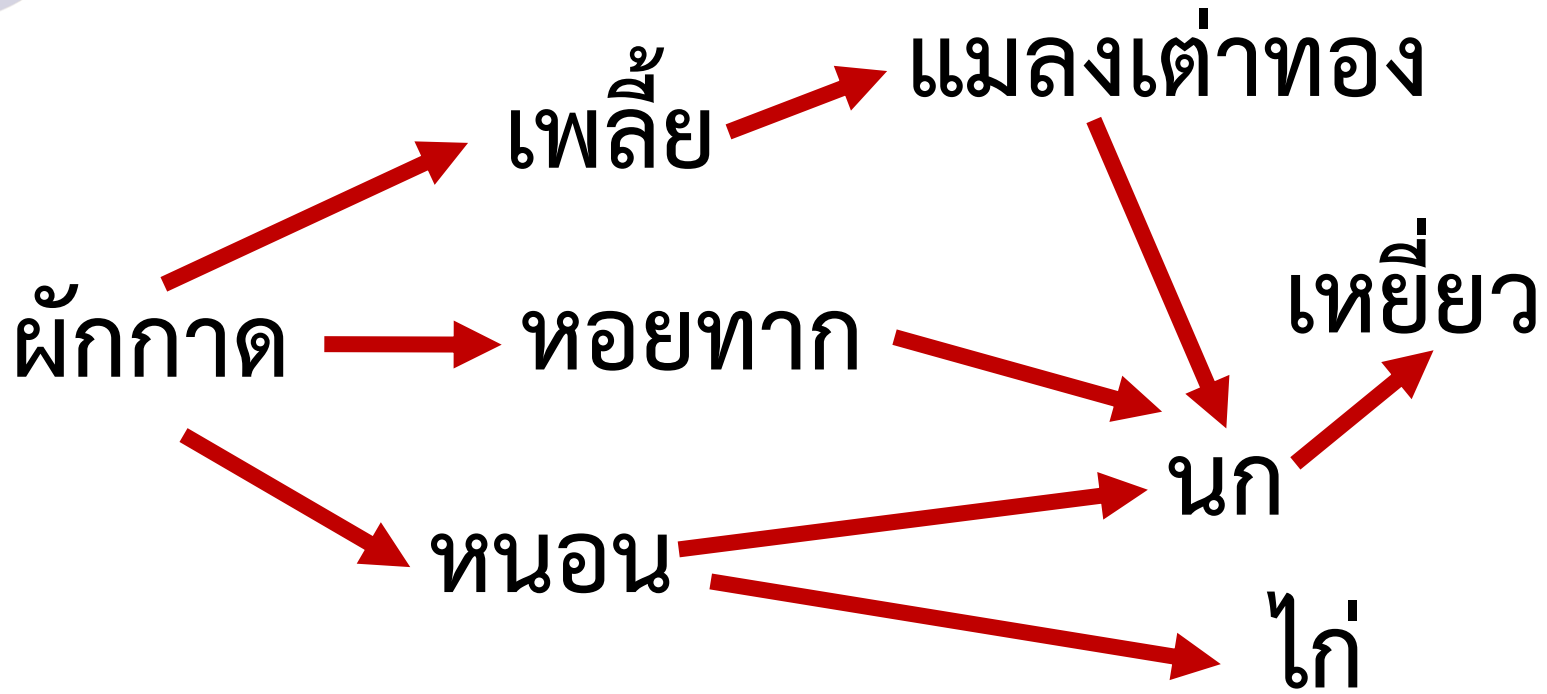 แมลงเต่าทอง
เพลี้ย
เหยี่ยว
ผักกาด
หอยทาก
นก
หนอน
ไก่